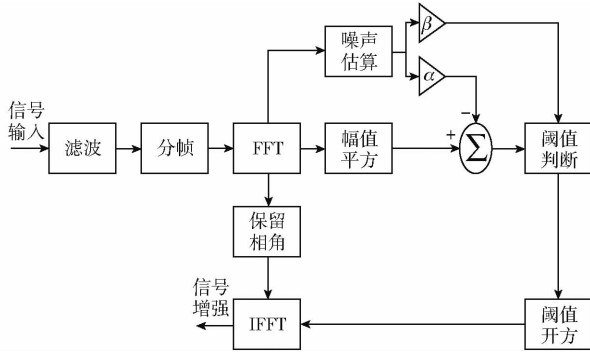 噪声
估算
β
α
信号
输入
滤波
分帧
FFT
幅值
平方
+
−
Σ
阈值
判断
保留
相角
信号
增强
IFFT
阈值
开方